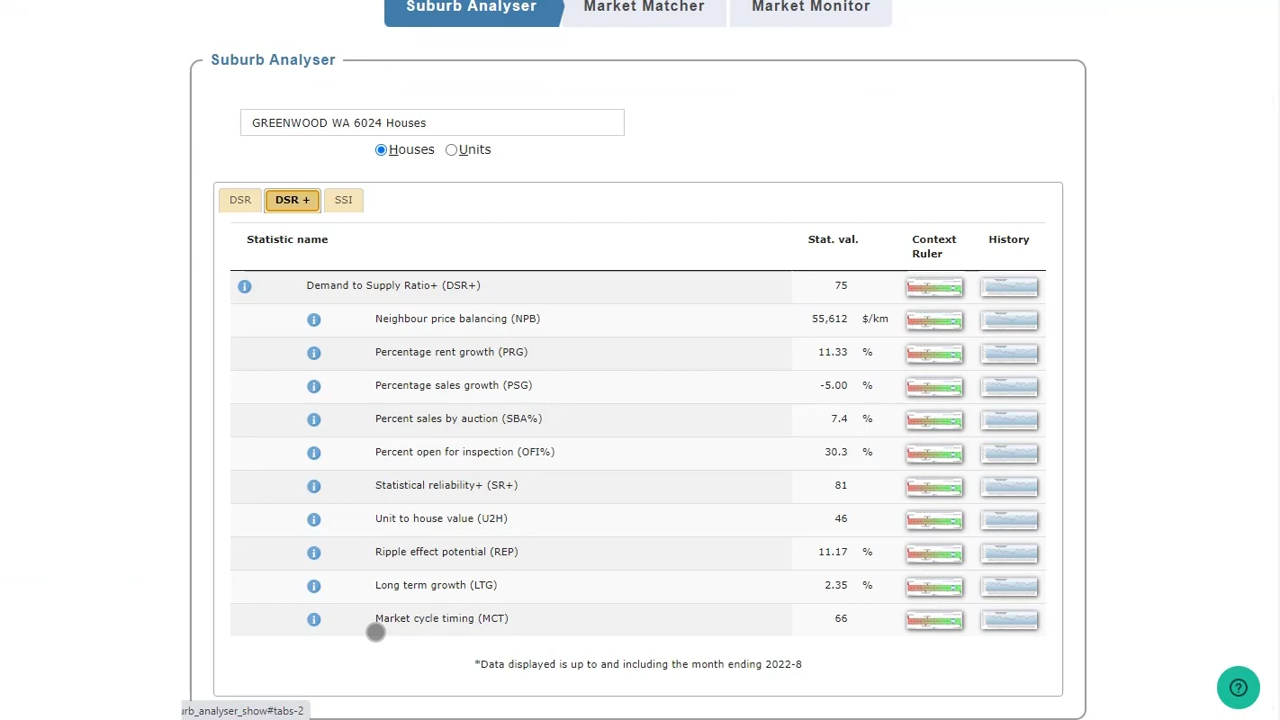 Suburb Analyser
Market Matcher
Market Monitor
Suburb Analyser
GREENWOOD WA 6024 Houses
Houses Units
DSR DSR + SSI
Statistic name Stat. val. Context Ruler History
Demand to Supply Ratio+ (DSR+) 75
Neighbour price balancing (NPB) 55,612 $/km
Percentage rent growth (PRG) 11.33 %
Percentage sales growth (PSG) -5.00 %
Percent sales by auction (SBA%) 7.4 %
Percent open for inspection (OFI%) 30.3 %
Statistical reliability+ (SR+) 81
Unit to house value (U2H) 46
Ripple effect potential (REP) 11.17 %
Long term growth (LTG) 2.35 %
Market cycle timing (MCT) 66
*Data displayed is up to and including the month ending 2022-8
urb_analyser_show#tabs-2